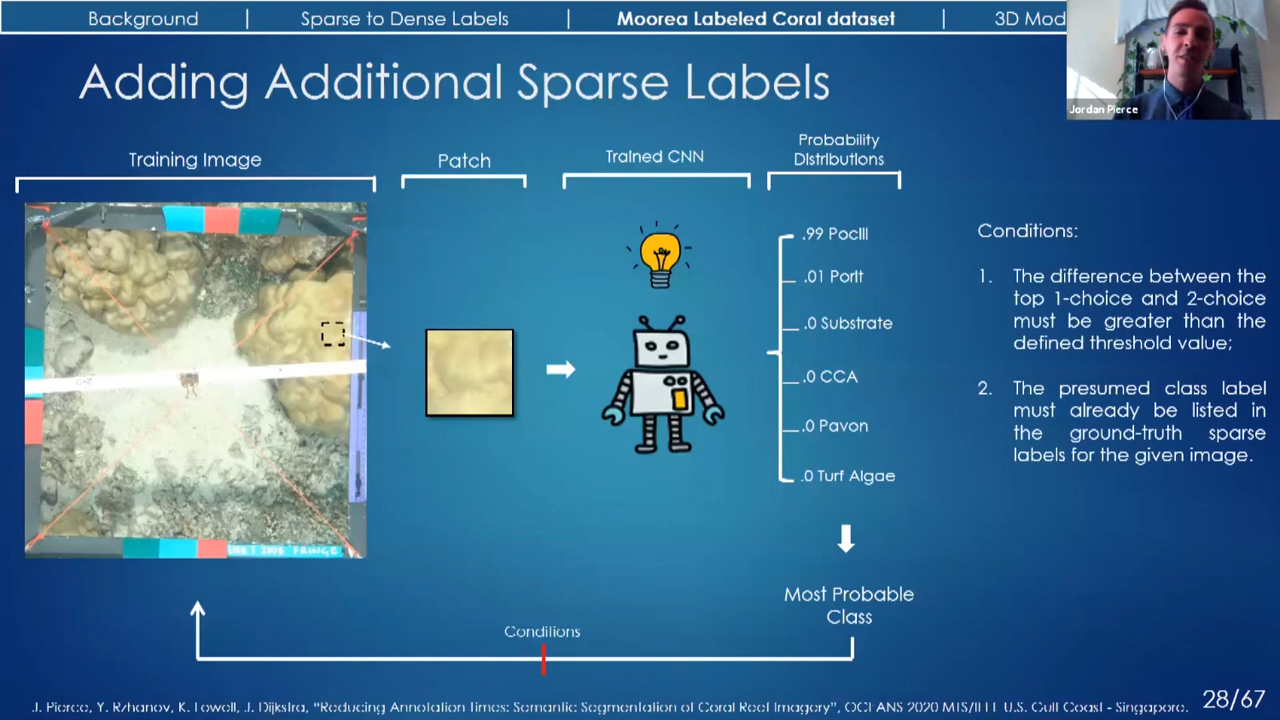 Background | Sparse to Dense Labels | Moorea Labeled Coral dataset | 3D Mod
Jordan Pierce
Adding Additional Sparse Labels
Training Image
Patch
Trained CNN
Probability
Distributions
.99 Pocill
.01 Porit
.0 Substrate
.0 CCA
.0 Pavon
.0 Turf Algae
Most Probable
Class
Conditions
Conditions:
1. The difference between the
top 1-choice and 2-choice
must be greater than the
defined threshold value;
2. The presumed class label
must already be listed in
the ground-truth sparse
labels for the given image.
FRINGE
J. Pierce, Y. Rzhanov, K. Lowell, J. Dijkstra, "Reducing Annotation Times: Semantic Segmentation of Coral Reef Imagery", OCEANS 2020 MTS/IEEE U.S. Gulf Coast - Singapore.
28/67